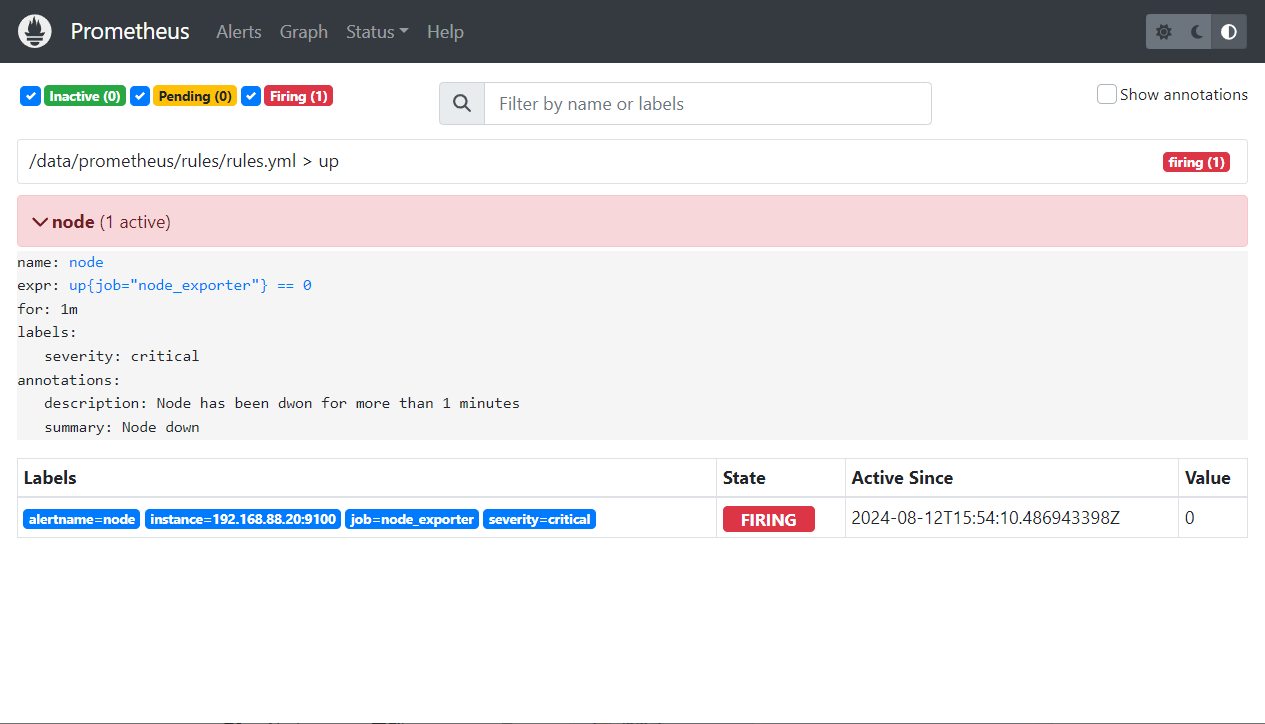 Prometheus Alerts Graph Status Help
Inactive (0) Pending (0) Firing (1) Filter by name or labels Show annotations
/data/prometheus/rules/rules.yml > up firing (1)
node (1 active)
name: node
expr: up{job="node_exporter"} == 0
for: 1m
labels:
severity: critical
annotations:
description: Node has been dwon for more than 1 minutes
summary: Node down
Labels State Active Since Value
alertname=node instance=192.168.88.20:9100 job=node_exporter severity=critical FIRING 2024-08-12T15:54:10.486943398Z 0